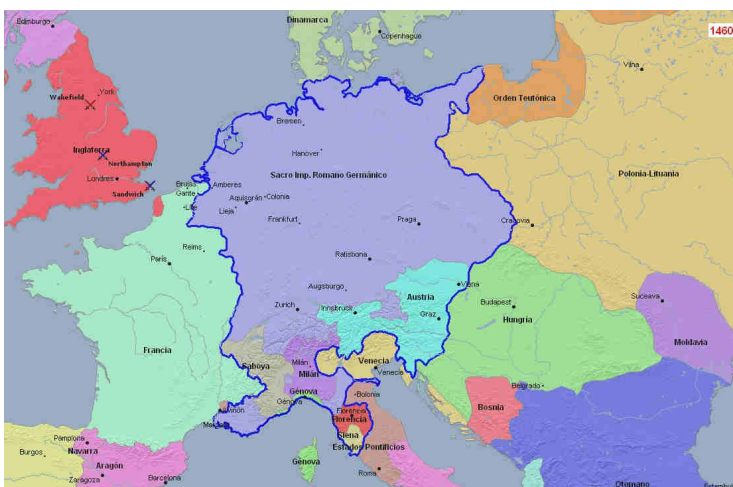 Edimburgo
Dinamarca
Copenhague
1460
Wakefield
York
Vilna
Orden Teutónica
Bremen
Inglaterra
Northampton
Hanover
Londres
Sandwich
Sacro Imp. Romano Germánico
Polonia-Lituania
Brujas
Gante
Amberes
Aquisgrán
Colonia
Lille
Lieja
Frankfurt
Praga
Cracovia
Reims
París
Ratisbona
Augsburgo
Viena
Austria
Zurich
Innsbruck
Graz
Budapest
Hungría
Suceava
Moldavia
Francia
Saboya
Milán
Milán
Venecia
Venecia
Génova
Génova
Belgrado
Bosnia
Bolonia
Florencia
Florencia
Siena
Estados Pontificios
Roma
Génova
Pamplona
Navarra
Burgos
Aragón
Zaragoza
Barcelona
Otomano